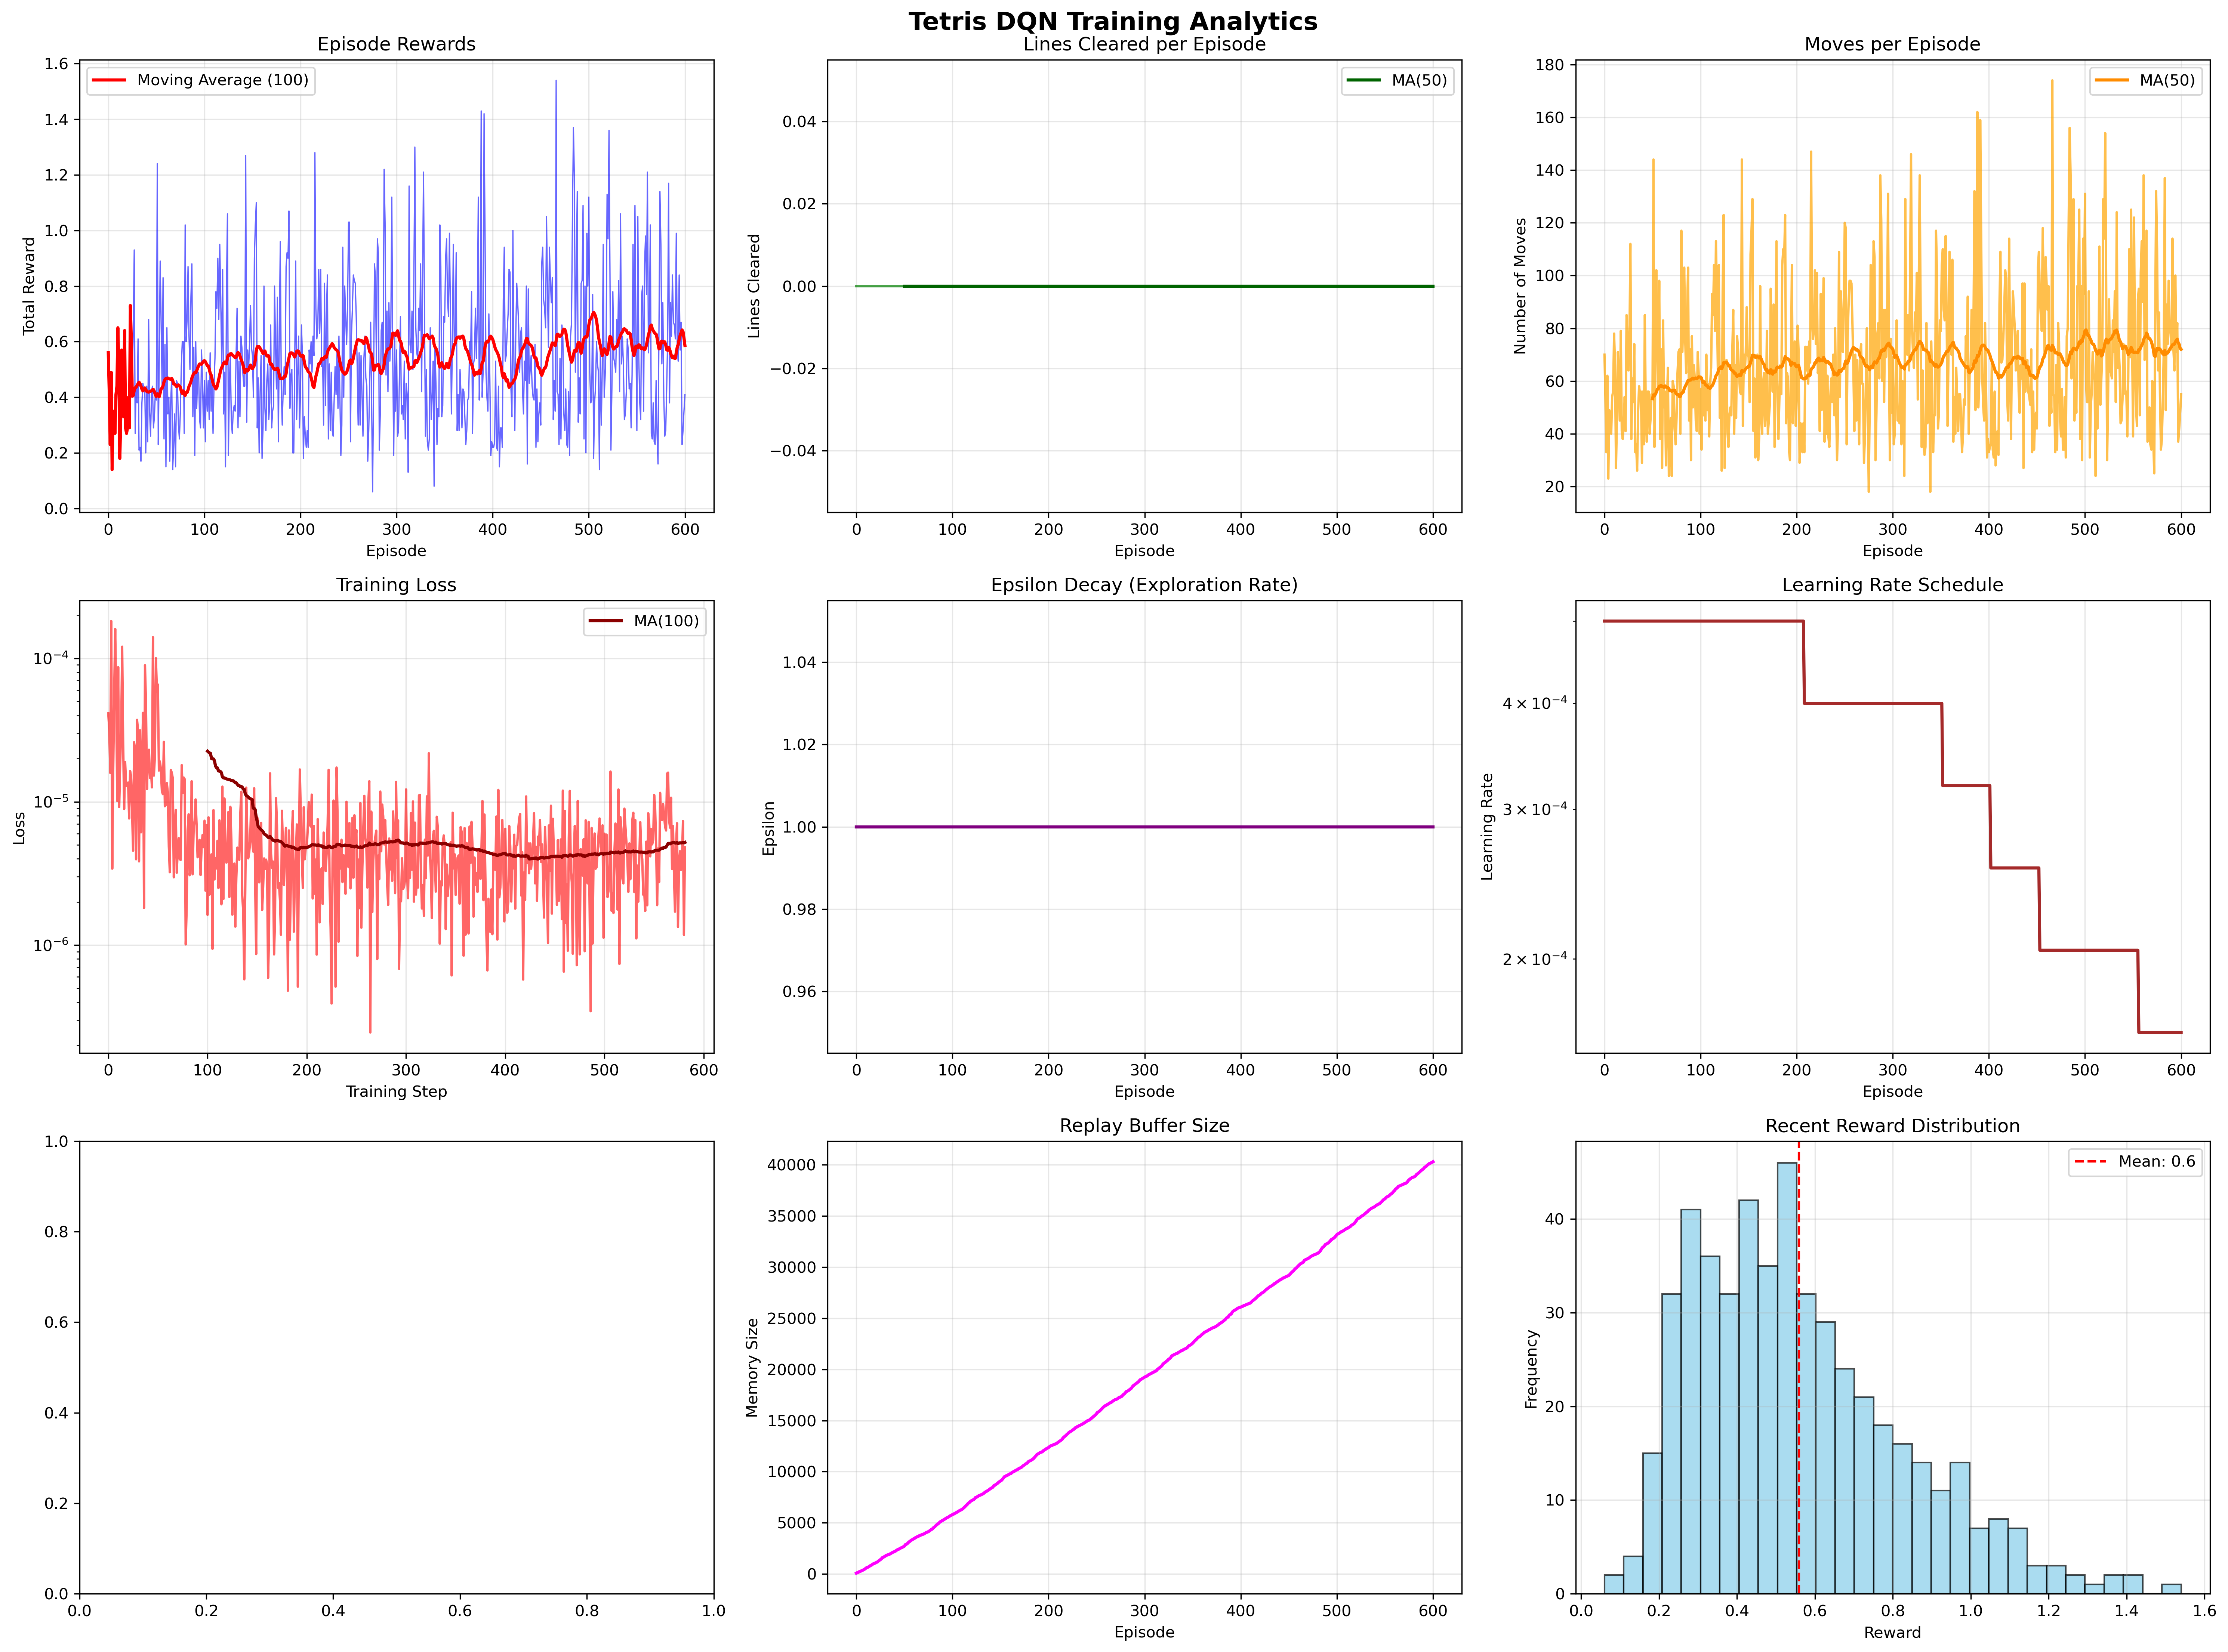 Tetris DQN Training Analytics
Episode Rewards
Moving Average (100)
Total Reward
1.6
1.4
1.2
1.0
0.8
0.6
0.4
0.2
0.0
0 100 200 300 400 500 600
Episode
Lines Cleared per Episode
MA(50)
Lines Cleared
0.04
0.02
0.00
−0.02
−0.04
0 100 200 300 400 500 600
Episode
Moves per Episode
MA(50)
Number of Moves
180
160
140
120
100
80
60
40
20
0 100 200 300 400 500 600
Episode
Training Loss
MA(100)
Loss
10⁻⁴
10⁻⁵
10⁻⁶
0 100 200 300 400 500 600
Training Step
Epsilon Decay (Exploration Rate)
Epsilon
1.04
1.02
1.00
0.98
0.96
0 100 200 300 400 500 600
Episode
Learning Rate Schedule
Learning Rate
4 × 10⁻⁴
3 × 10⁻⁴
2 × 10⁻⁴
0 100 200 300 400 500 600
Episode
1.0
0.8
0.6
0.4
0.2
0.0
0.0 0.2 0.4 0.6 0.8 1.0
Replay Buffer Size
Memory Size
40000
35000
30000
25000
20000
15000
10000
5000
0
0 100 200 300 400 500 600
Episode
Recent Reward Distribution
Mean: 0.6
Frequency
40
30
20
10
0
0.0 0.2 0.4 0.6 0.8 1.0 1.2 1.4 1.6
Reward